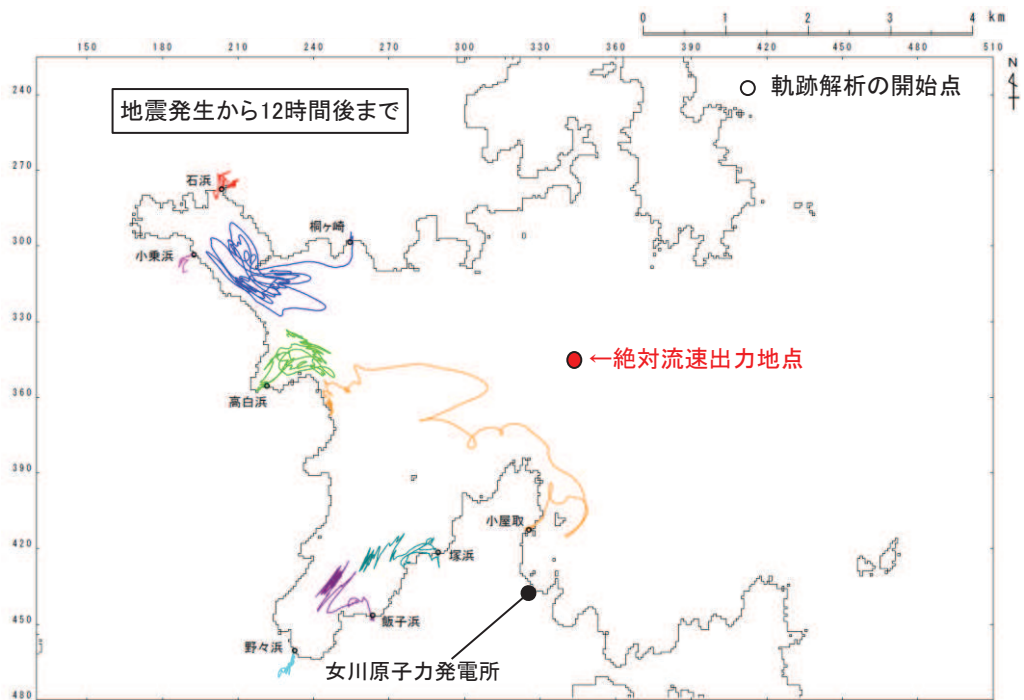 0 1 2 3 4 km
150 180 210 240 270 300 330 360 390 420 450 480 510
N
240
270
300
330
360
390
420
450
480
○ 軌跡解析の開始点
地震発生から12時間後まで
石浜
桐ヶ崎
小乗浜
←絶対流速出力地点
高白浜
小屋取
塚浜
飯子浜
野々浜
女川原子力発電所